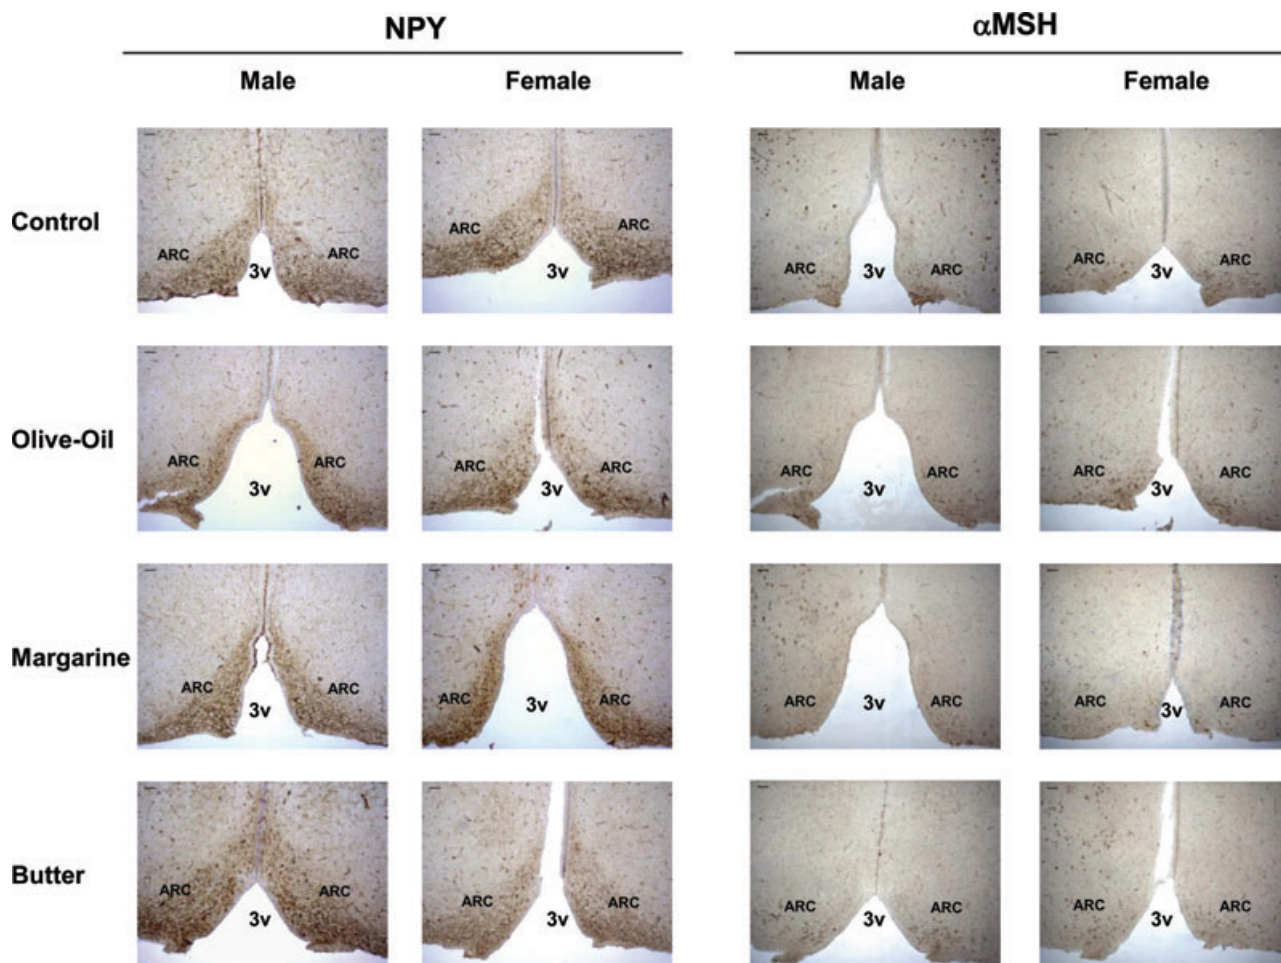 NPY αMSH
Male Female Male Female
Control
ARC ARC 3v ARC ARC 3v ARC ARC 3v ARC ARC 3v
Olive-Oil
ARC ARC 3v ARC ARC 3v ARC ARC 3v ARC ARC 3v
Margarine
ARC ARC 3v ARC ARC 3v ARC ARC 3v ARC ARC 3v
Butter
ARC ARC 3v ARC ARC 3v ARC ARC 3v ARC ARC 3v